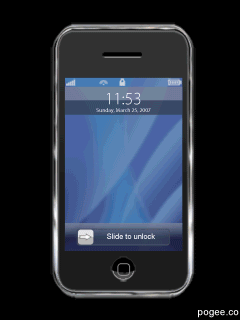 11:53
Sunday, March 25, 2007
Slide to unlock
pogee.co